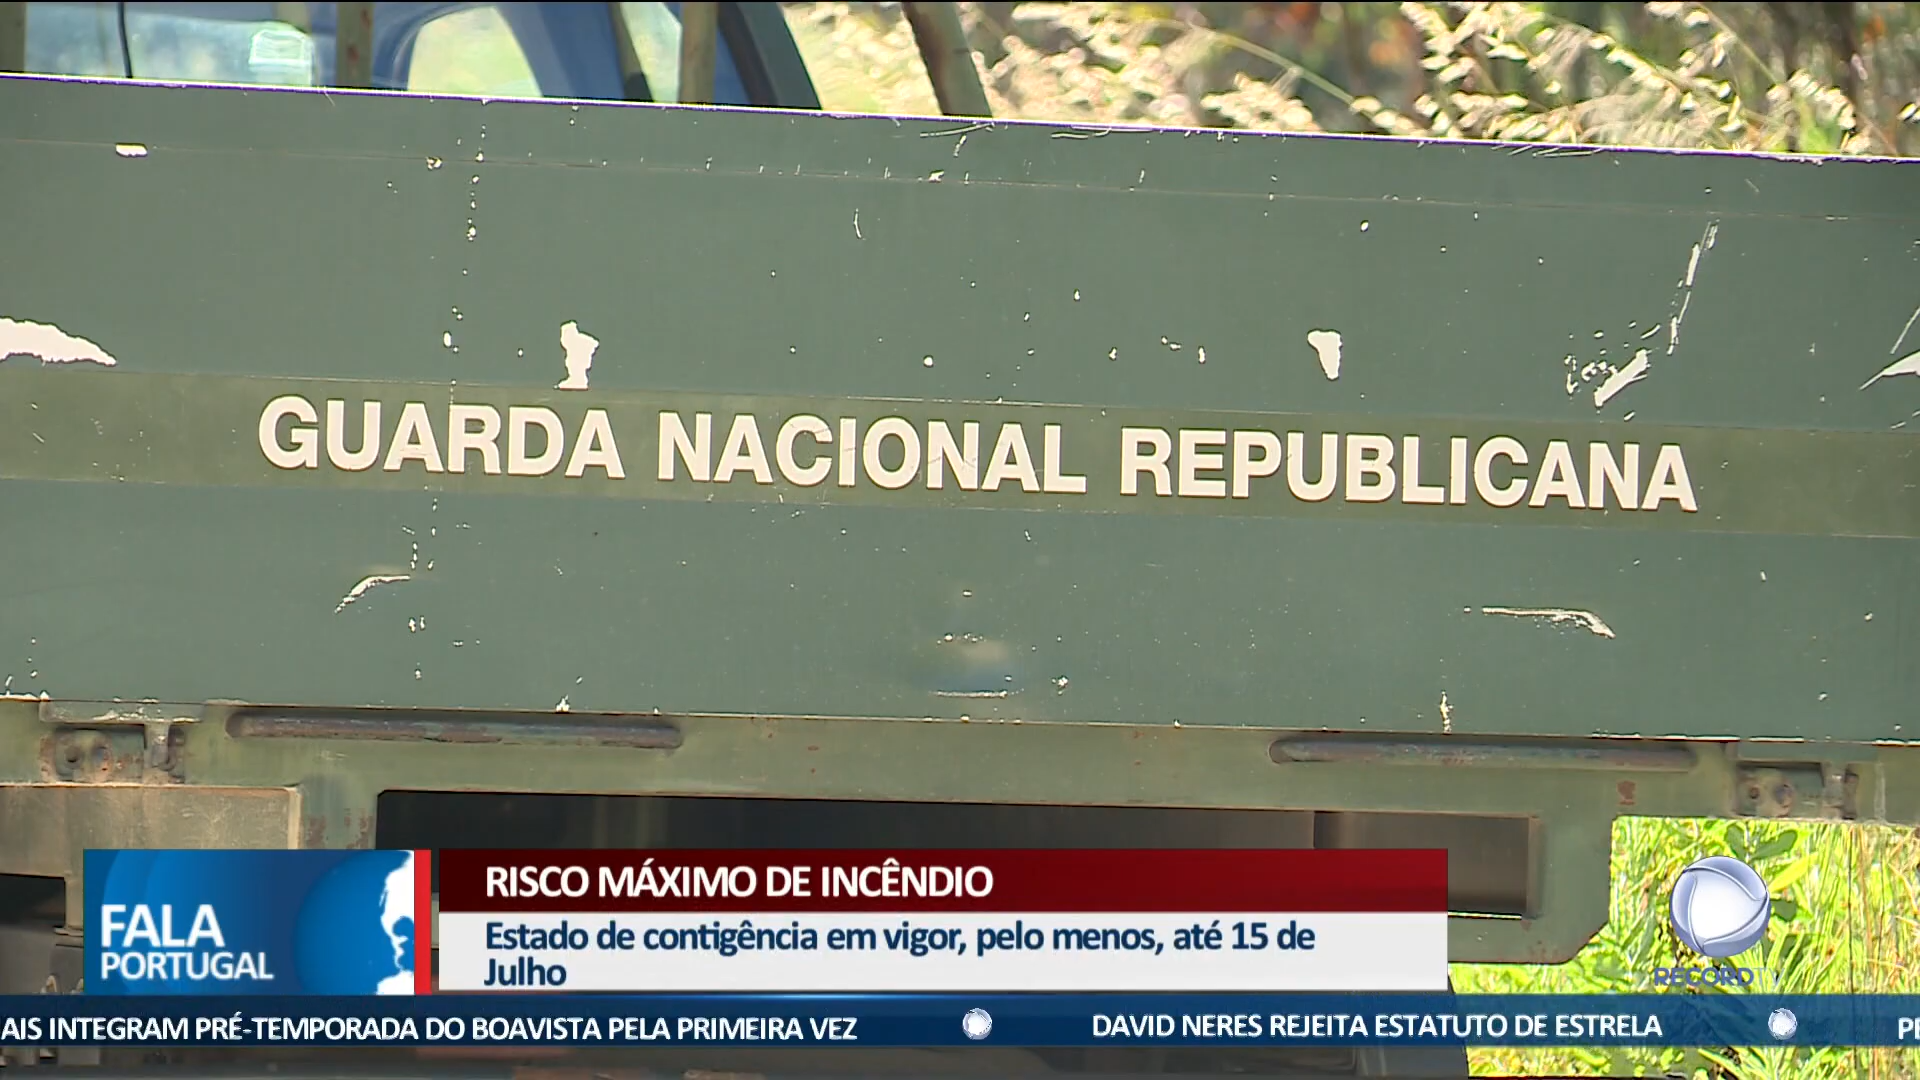 GUARDA NACIONAL REPUBLICANA
FALA
PORTUGAL
RISCO MÁXIMO DE INCÊNDIO
Estado de contigência em vigor, pelo menos, até 15 de
Julho
RECORD TV
AIS INTEGRAM PRÉ-TEMPORADA DO BOAVISTA PELA PRIMEIRA VEZ
DAVID NERES REJEITA ESTATUTO DE ESTRELA